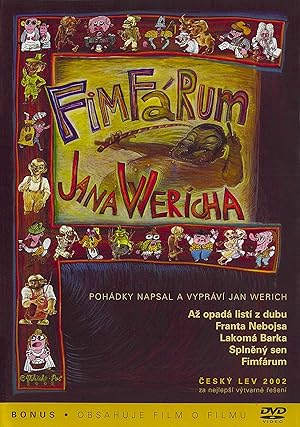 FIMFÁRUM
JANA WERICHA
POHÁDKY NAPSAL A VYPRÁVÍ JAN WERICH
Až opadá listí z dubu
Franta Nebojsa
Lakomá Barka
Splněný sen
Fimfárum
ČESKÝ LEV 2002
za nejlepší výtvarné řešení
BONUS • OBSAHUJE FILM O FILMU
DVD
VIDEO